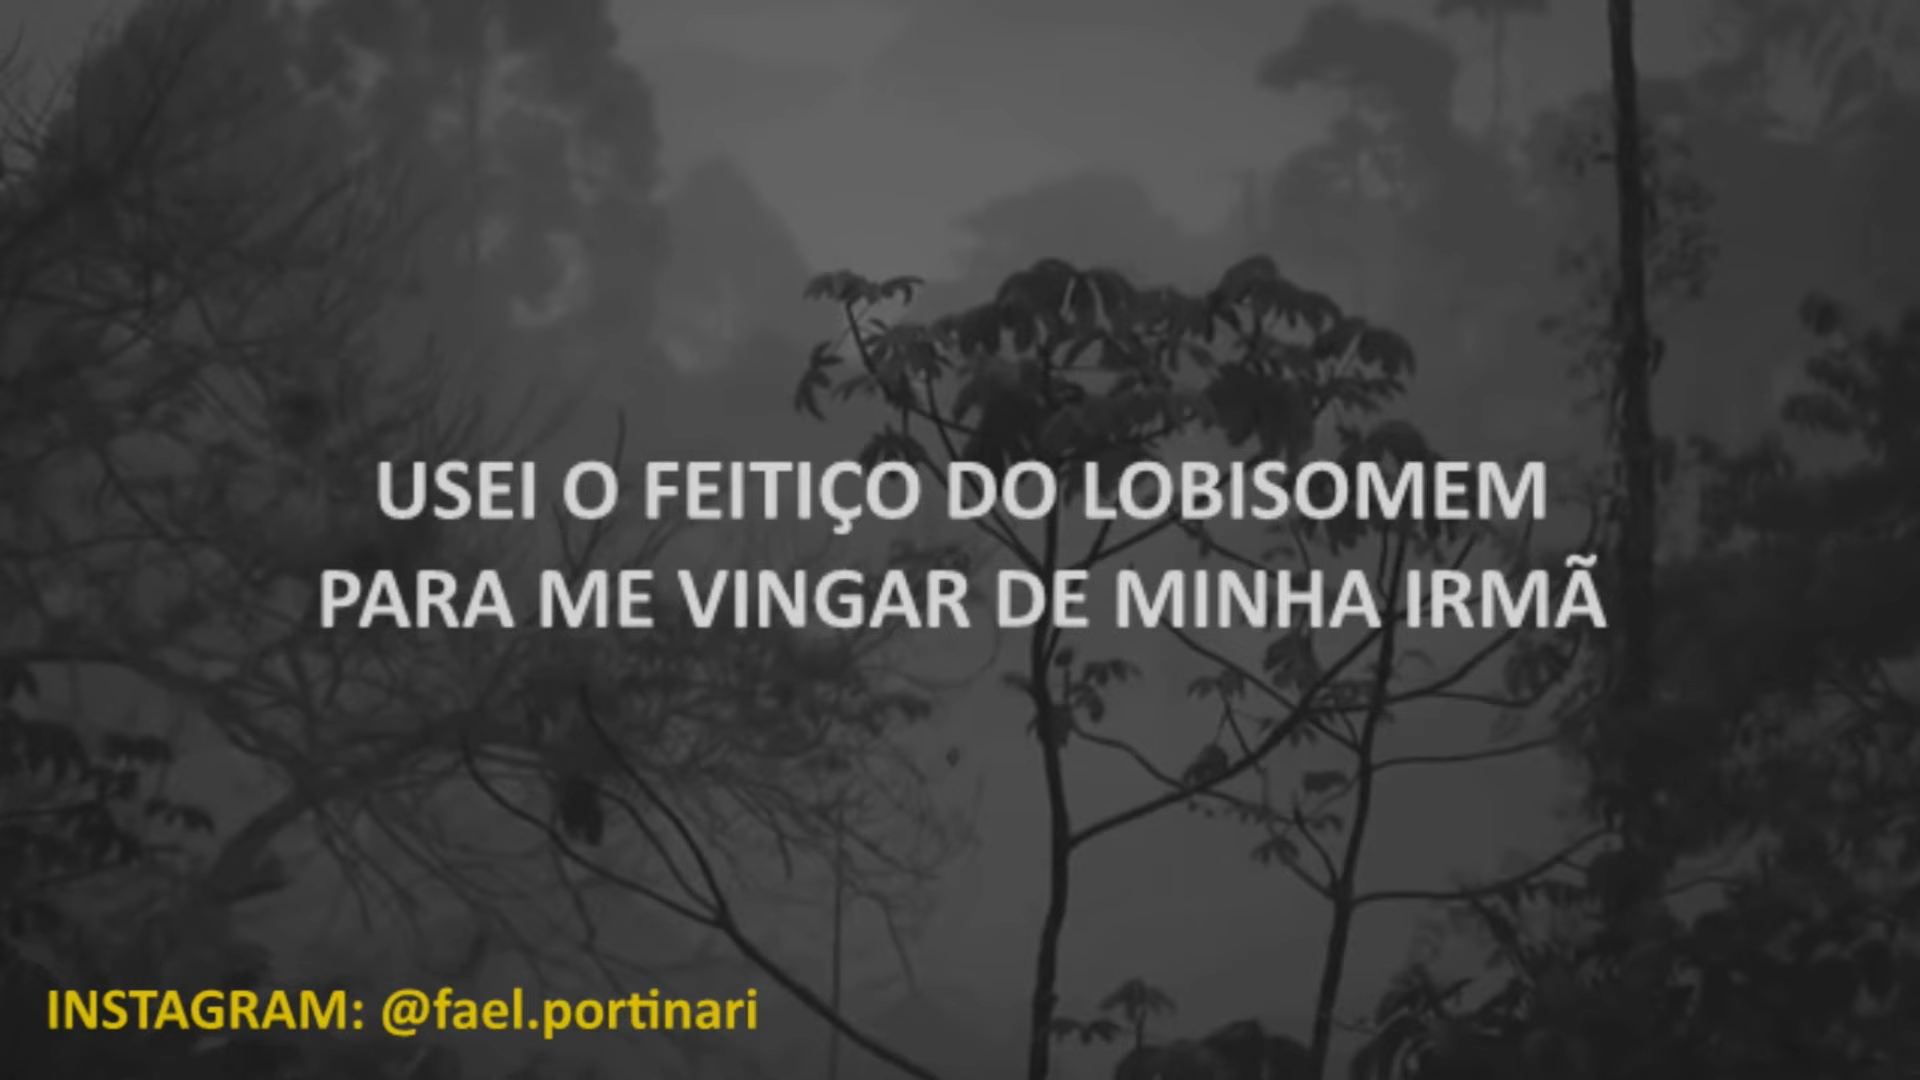 USEI O FEITIÇO DO LOBISOMEM
PARA ME VINGAR DE MINHA IRMÃ
INSTAGRAM: @fael.portinari